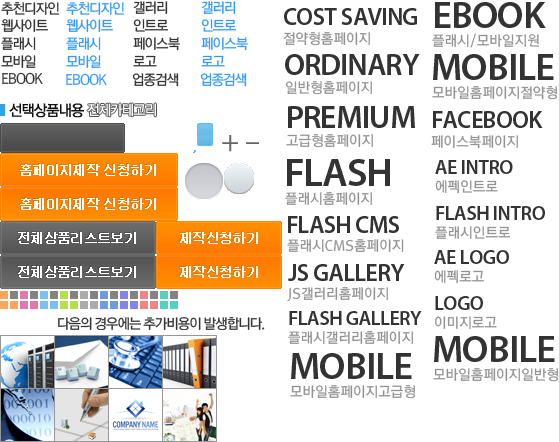 추천디자인 추천디자인 갤러리 갤러리
웹사이트 웹사이트 인트로 인트로
플래시 플래시 페이스북 페이스북
모바일 모바일 로고 로고
EBOOK EBOOK 업종검색 업종검색
선택상품내용 전체카테고리
홈페이지제작 신청하기
홈페이지제작 신청하기
전체상품리스트보기 제작신청하기
전체상품리스트보기 제작신청하기
다음의 경우에는 추가비용이 발생합니다.
COMPANY NAME
COST SAVING
절약형홈페이지
ORDINARY
일반형홈페이지
PREMIUM
고급형홈페이지
FLASH
플래시홈페이지
FLASH CMS
플래시CMS홈페이지
JS GALLERY
JS갤러리홈페이지
FLASH GALLERY
플래시갤러리홈페이지
MOBILE
모바일홈페이지고급형
EBOOK
플래시/모바일지원
MOBILE
모바일홈페이지절약형
FACEBOOK
페이스북페이지
AE INTRO
에펙인트로
FLASH INTRO
플래시인트로
AE LOGO
에펙로고
LOGO
이미지로고
MOBILE
모바일홈페이지일반형